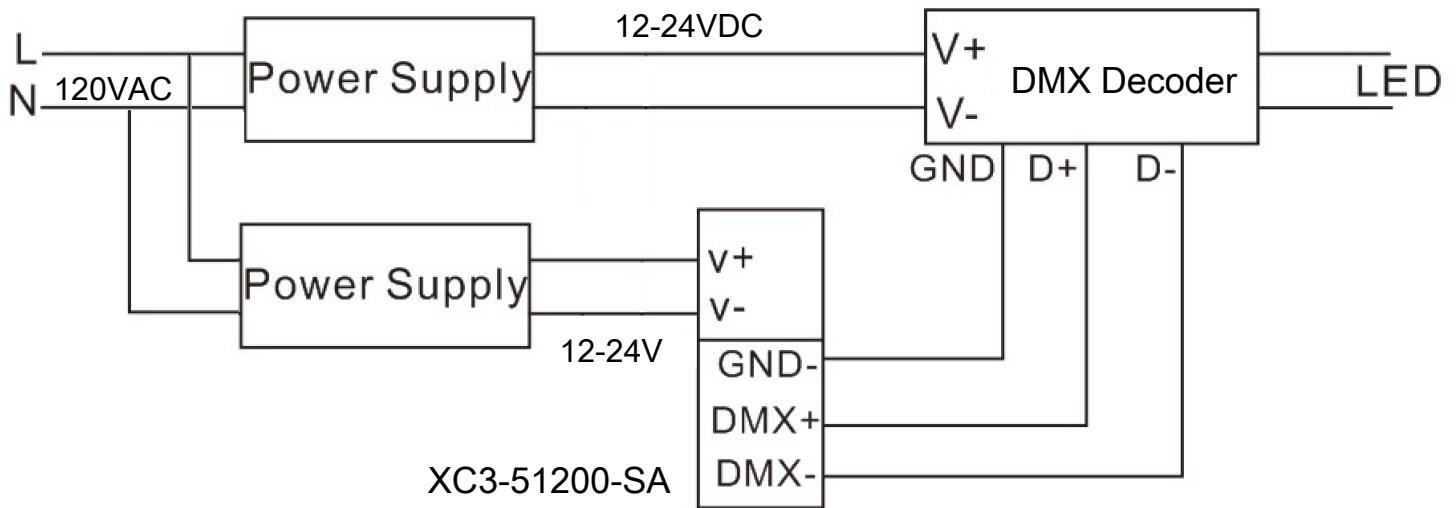 12-24VDC
L
N
120VAC
Power Supply
V+
V-
DMX Decoder
LED
GND
D+
D-
Power Supply
v+
v-
12-24V
GND-
DMX+
DMX-
XC3-51200-SA